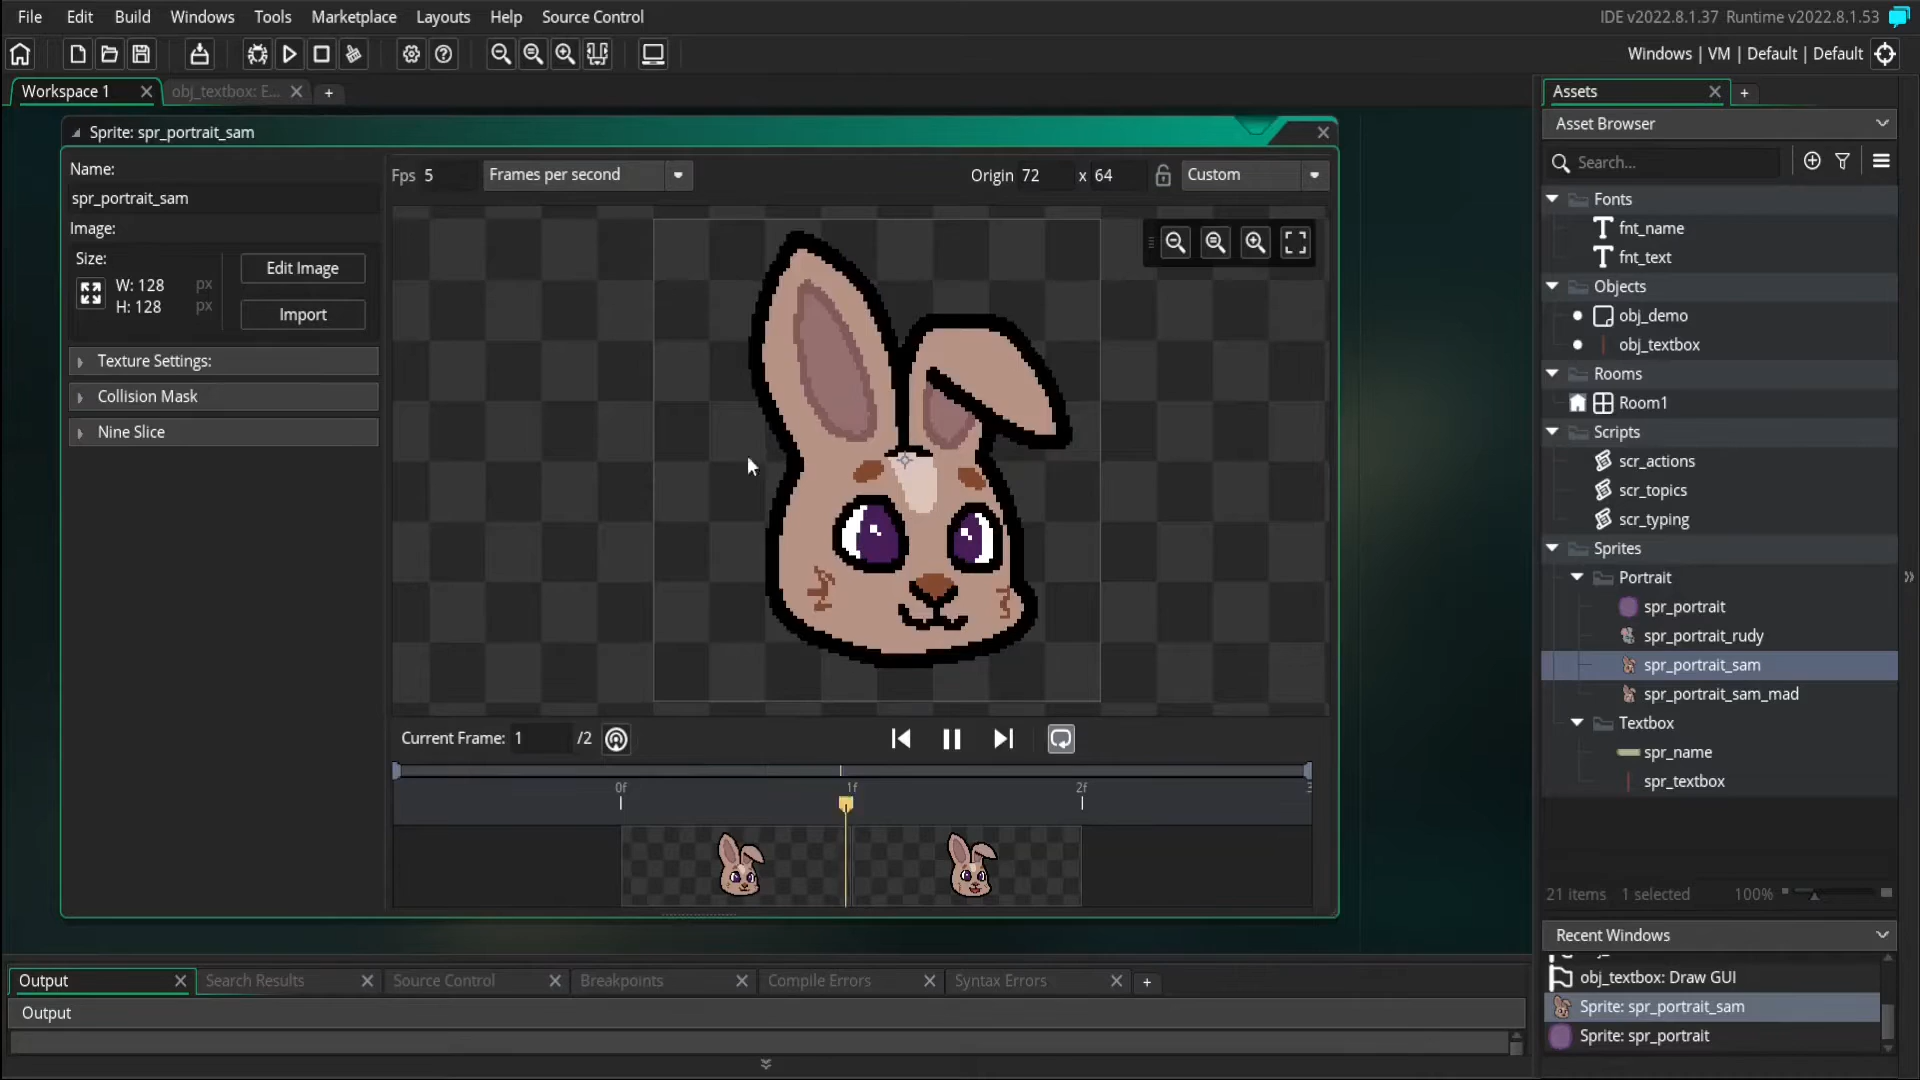 File Edit Build Windows Tools Marketplace Layouts Help Source Control
IDE v2022.8.1.37 Runtime v2022.8.1.53
Windows | VM | Default | Default
Workspace 1
obj_textbox: E...
Sprite: spr_portrait_sam
Name:
spr_portrait_sam
Image:
Size:
W: 128 px
H: 128 px
Edit Image
Import
Texture Settings:
Collision Mask
Nine Slice
Fps 5 Frames per second
Origin 72 x 64 Custom
Current Frame: 1 /2
0f 1f 2f 3
Assets
Asset Browser
Search...
Fonts
fnt_name
fnt_text
Objects
obj_demo
obj_textbox
Rooms
Room1
Scripts
scr_actions
scr_topics
scr_typing
Sprites
Portrait
spr_portrait
spr_portrait_rudy
spr_portrait_sam
spr_portrait_sam_mad
Textbox
spr_name
spr_textbox
21 items 1 selected 100%
Recent Windows
obj_textbox: Draw GUI
Sprite: spr_portrait_sam
Sprite: spr_portrait
Output Search Results Source Control Breakpoints Compile Errors Syntax Errors
Output